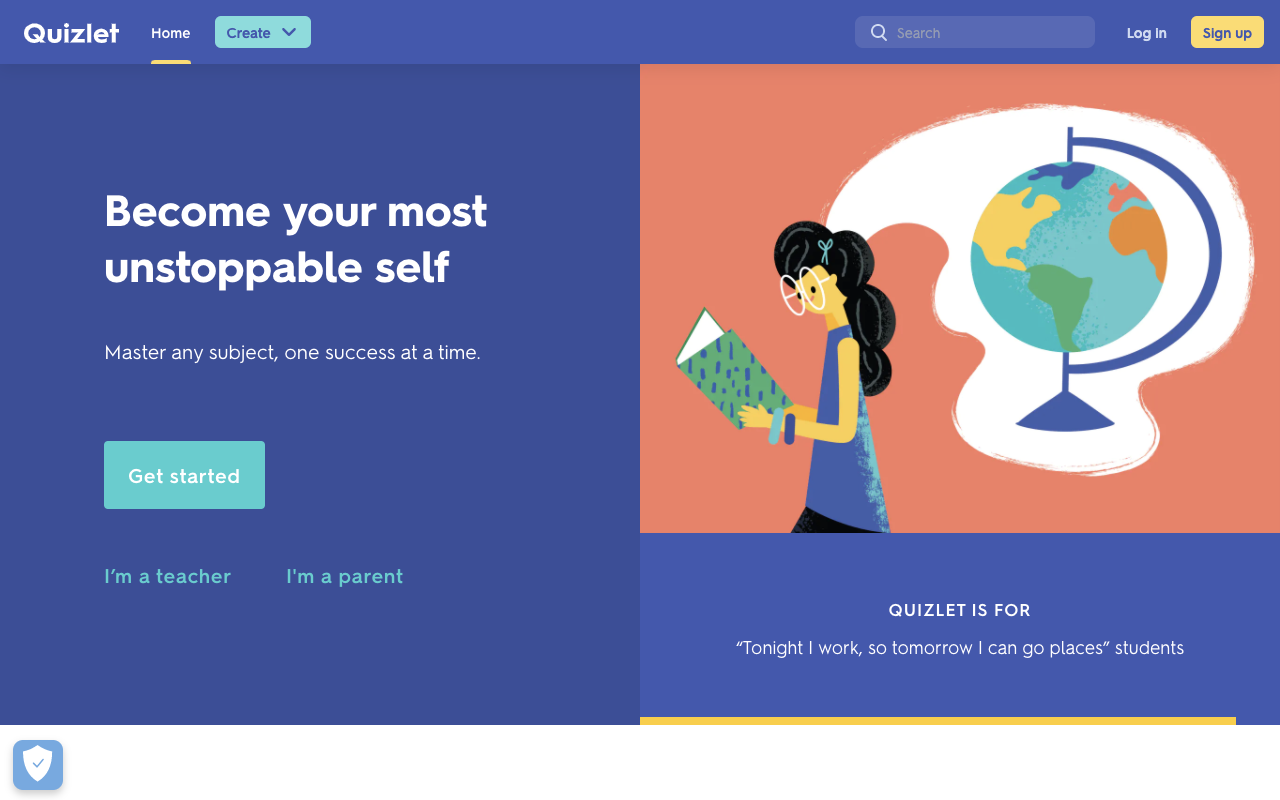 Quizlet
Home
Create
Search
Log in
Sign up
Become your most
unstoppable self
Master any subject, one success at a time.
Get started
I’m a teacher
I'm a parent
QUIZLET IS FOR
“Tonight I work, so tomorrow I can go places” students